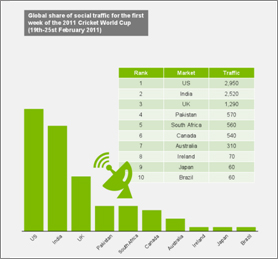 Global share of social traffic for the first
week of the 2011 Cricket World Cup
(19th-25st February 2011)
Rank Market Traffic
1 US 2,950
2 India 2,520
3 UK 1,290
4 Pakistan 570
5 South Africa 560
6 Canada 540
7 Australia 310
8 Ireland 70
9 Japan 60
10 Brazil 60
US
India
UK
Pakistan
South Africa
Canada
Australia
Ireland
Japan
Brazil